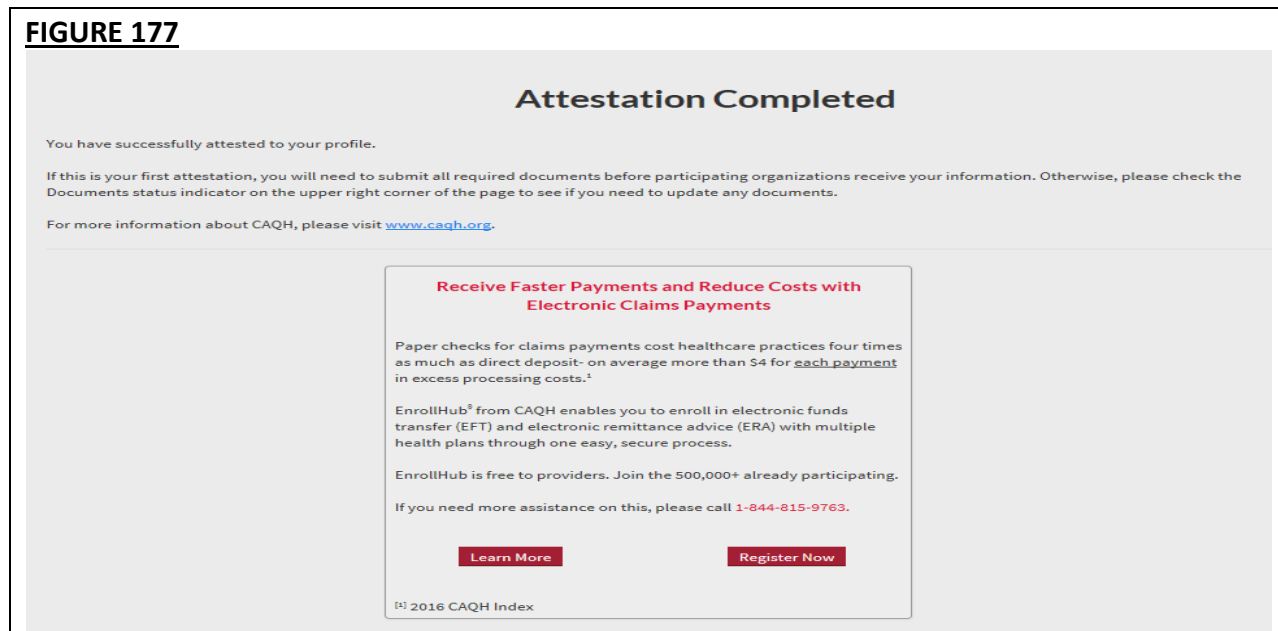 FIGURE 177
Attestation Completed
You have successfully attested to your profile.
If this is your first attestation, you will need to submit all required documents before participating organizations receive your information. Otherwise, please check the
Documents status indicator on the upper right corner of the page to see if you need to update any documents.
For more information about CAQH, please visit www.caqh.org.
Receive Faster Payments and Reduce Costs with
Electronic Claims Payments
Paper checks for claims payments cost healthcare practices four times
as much as direct deposit- on average more than $4 for each payment
in excess processing costs.¹
EnrollHub® from CAQH enables you to enroll in electronic funds
transfer (EFT) and electronic remittance advice (ERA) with multiple
health plans through one easy, secure process.
EnrollHub is free to providers. Join the 500,000+ already participating.
If you need more assistance on this, please call 1-844-815-9763.
Learn More Register Now
[1] 2016 CAQH Index